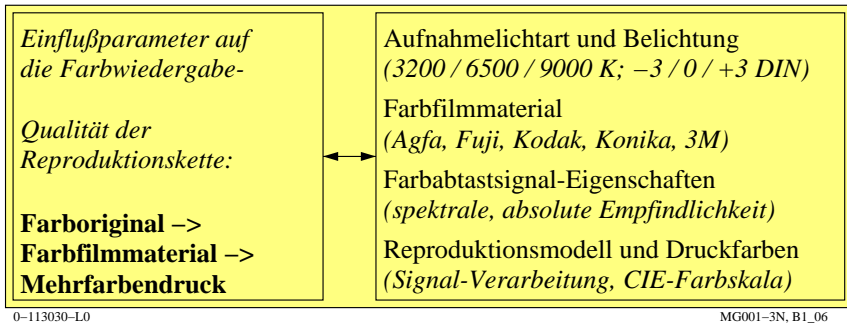 Einflußparameter auf
die Farbwiedergabe-
Qualität der
Reproduktionskette:
Farboriginal −>
Farbfilmmaterial −>
Mehrfarbendruck
Aufnahmelichtart und Belichtung
(3200 / 6500 / 9000 K; −3 / 0 / +3 DIN)
Farbfilmmaterial
(Agfa, Fuji, Kodak, Konika, 3M)
Farbabtastsignal-Eigenschaften
(spektrale, absolute Empfindlichkeit)
Reproduktionsmodell und Druckfarben
(Signal-Verarbeitung, CIE-Farbskala)
0−113030−L0
MG001−3N, B1_06